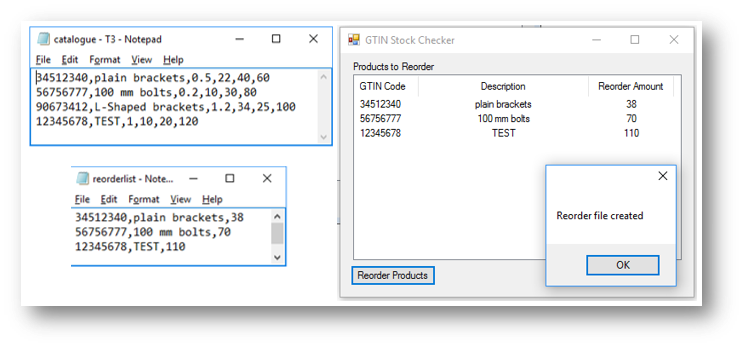 catalogue - T3 - Notepad
File Edit Format View Help
34512340,plain brackets,0.5,22,40,60
56756777,100 mm bolts,0.2,10,30,80
90673412,L-Shaped brackets,1.2,34,25,100
12345678,TEST,1,10,20,120
reorderlist - Note...
File Edit Format View Help
34512340,plain brackets,38
56756777,100 mm bolts,70
12345678,TEST,110
GTIN Stock Checker
Products to Reorder
GTIN Code Description Reorder Amount
34512340 plain brackets 38
56756777 100 mm bolts 70
12345678 TEST 110
Reorder file created
OK
Reorder Products